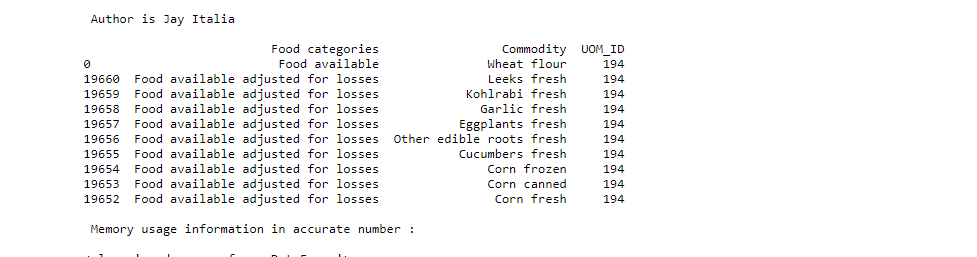 Author is Jay Italia
Food categories Commodity UOM_ID
0 Food available Wheat flour 194
19660 Food available adjusted for losses Leeks fresh 194
19659 Food available adjusted for losses Kohlrabi fresh 194
19658 Food available adjusted for losses Garlic fresh 194
19657 Food available adjusted for losses Eggplants fresh 194
19656 Food available adjusted for losses Other edible roots fresh 194
19655 Food available adjusted for losses Cucumbers fresh 194
19654 Food available adjusted for losses Corn frozen 194
19653 Food available adjusted for losses Corn canned 194
19652 Food available adjusted for losses Corn fresh 194
Memory usage information in accurate number :